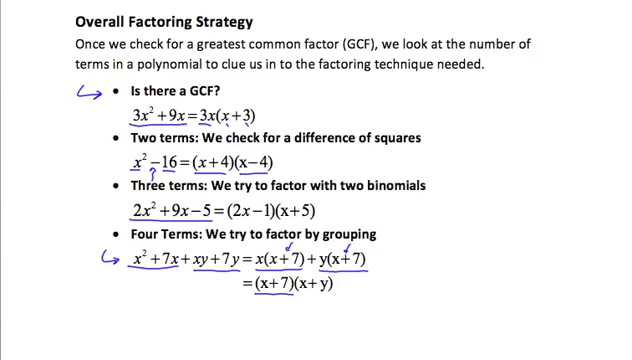 Overall Factoring Strategy
Once we check for a greatest common factor (GCF), we look at the number of
terms in a polynomial to clue us in to the factoring technique needed.
• Is there a GCF?
3x² + 9x = 3x(x + 3)
• Two terms: We check for a difference of squares
x² − 16 = (x + 4)(x − 4)
• Three terms: We try to factor with two binomials
2x² + 9x − 5 = (2x − 1)(x + 5)
• Four Terms: We try to factor by grouping
x² + 7x + xy + 7y = x(x + 7) + y(x + 7)
= (x + 7)(x + y)